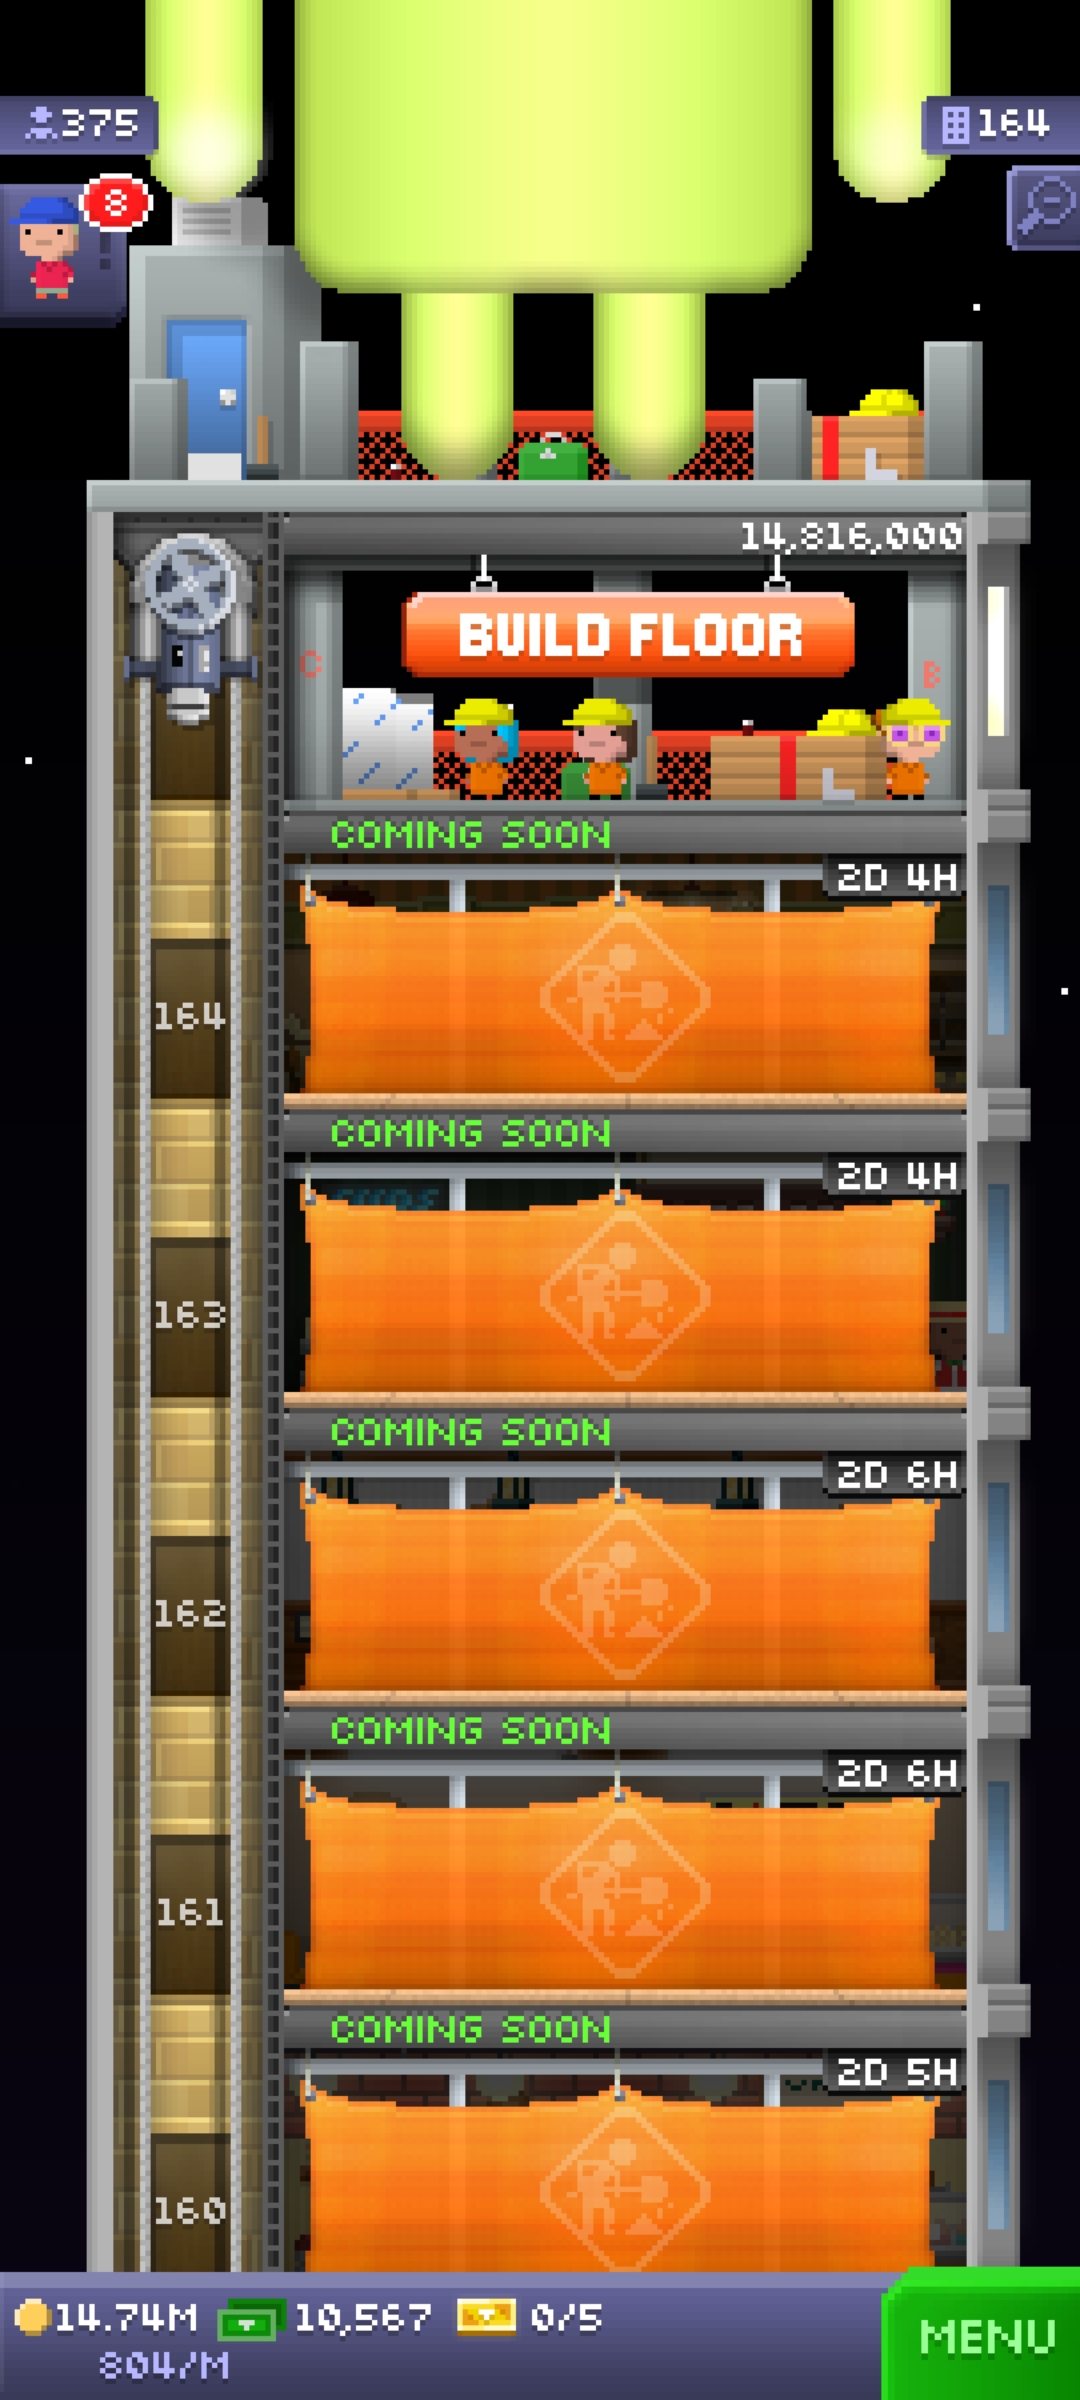 375
164
8
14,816,000
BUILD FLOOR
C
B
COMING SOON
2D 4H
164
COMING SOON
2D 4H
163
COMING SOON
2D 6H
162
COMING SOON
2D 6H
161
COMING SOON
2D 5H
160
14.74M
10,567
0/5
804/M
MENU